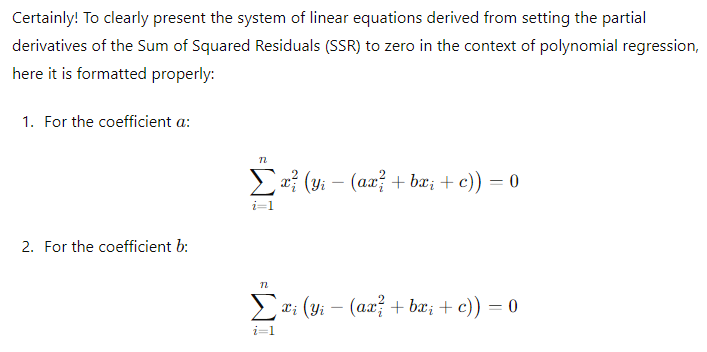 Certainly! To clearly present the system of linear equations derived from setting the partial
derivatives of the Sum of Squared Residuals (SSR) to zero in the context of polynomial regression,
here it is formatted properly:
1. For the coefficient a:
$\sum_{i=1}^{n} x_i^2 \left(y_i - (ax_i^2 + bx_i + c)\right) = 0$
2. For the coefficient b:
$\sum_{i=1}^{n} x_i \left(y_i - (ax_i^2 + bx_i + c)\right) = 0$